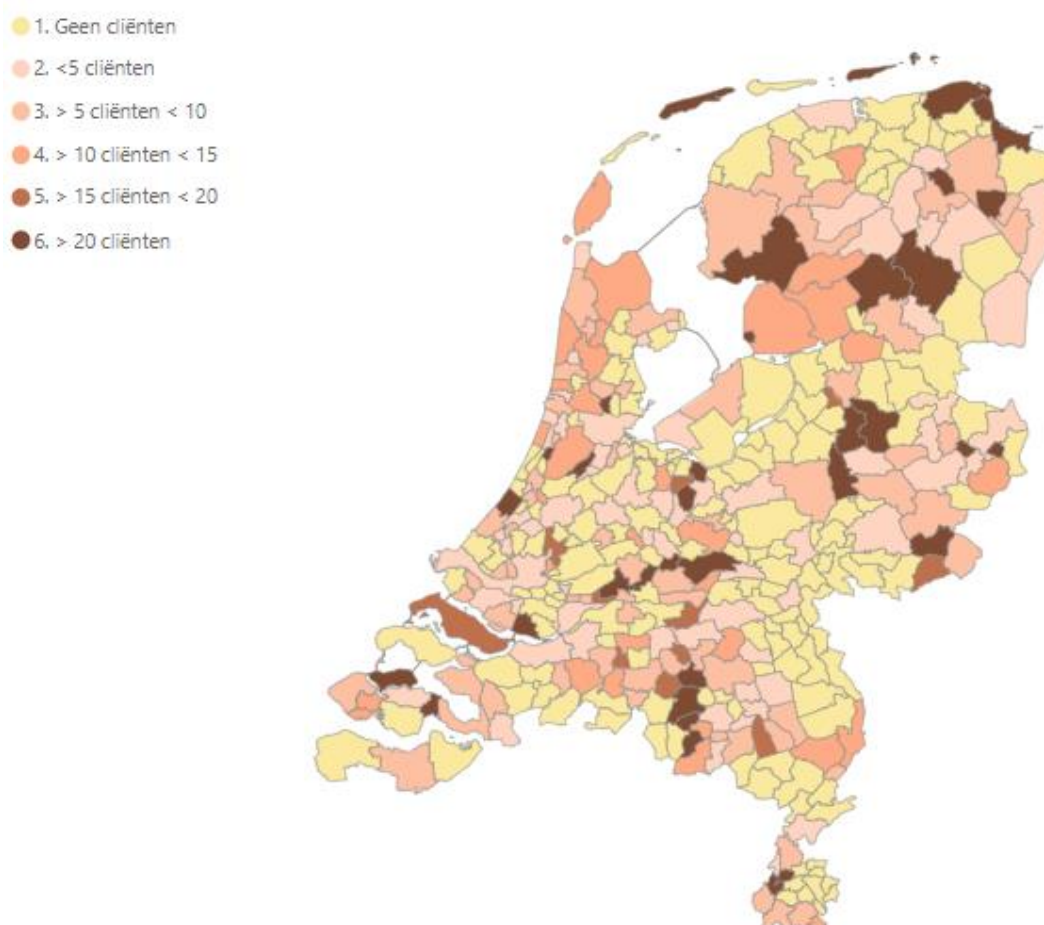 1. Geen cliënten
2. <5 cliënten
3. > 5 cliënten < 10
4. > 10 cliënten < 15
5. > 15 cliënten < 20
6. > 20 cliënten